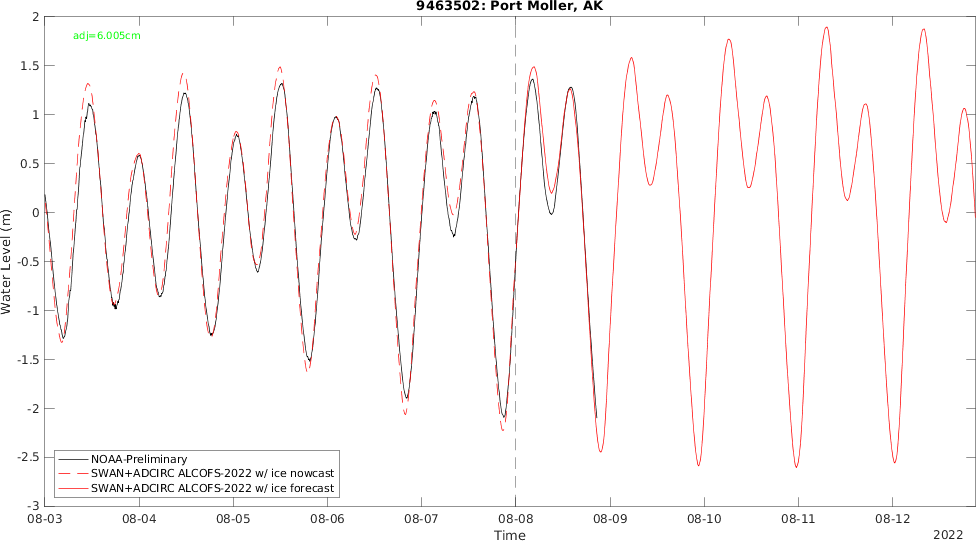 9463502: Port Moller, AK
adj=6.005cm
2
1.5
1
0.5
0
-0.5
-1
-1.5
-2
-2.5
-3
Water Level (m)
NOAA-Preliminary
SWAN+ADCIRC ALCOFS-2022 w/ ice nowcast
SWAN+ADCIRC ALCOFS-2022 w/ ice forecast
08-03 08-04 08-05 08-06 08-07 08-08 08-09 08-10 08-11 08-12
Time
2022